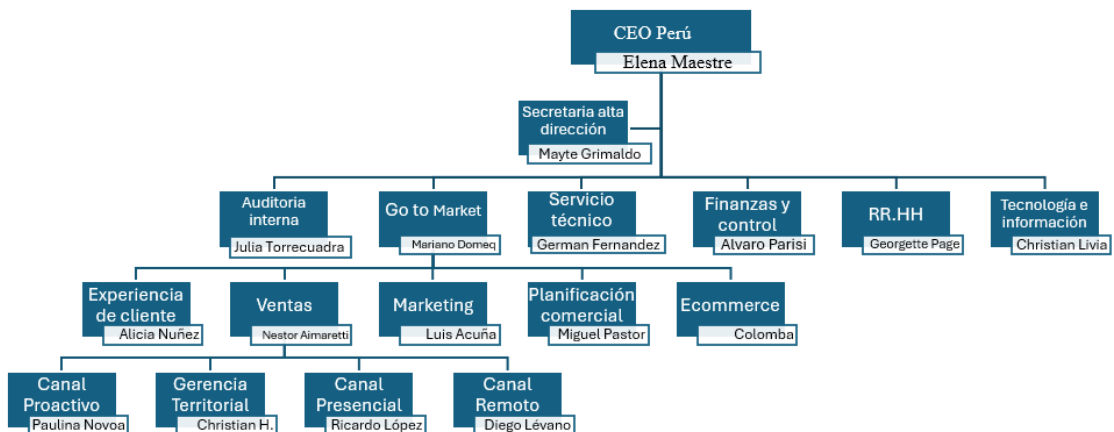 CEO Perú
Elena Maestre
Secretaria alta
dirección
Mayte Grimaldo
Auditoria
interna
Julia Torrecuadra
Go to Market
Mariano Domeq
Servicio
técnico
German Fernandez
Finanzas y
control
Alvaro Parisi
RR.HH
Georgette Page
Tecnología e
información
Christian Livia
Experiencia
de cliente
Alicia Nuñez
Ventas
Nestor Aimaretti
Marketing
Luis Acuña
Planificación
comercial
Miguel Pastor
Ecommerce
Colomba
Canal
Proactivo
Paulina Novoa
Gerencia
Territorial
Christian H.
Canal
Presencial
Ricardo López
Canal
Remoto
Diego Lévano